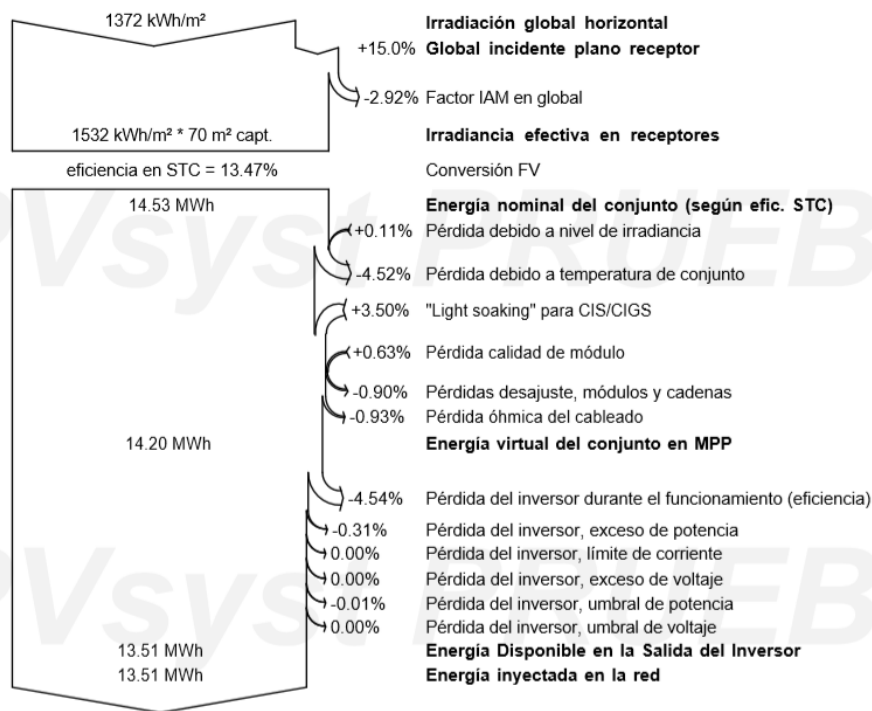 1372 kWh/m² Irradiación global horizontal
+15.0% Global incidente plano receptor
-2.92% Factor IAM en global
1532 kWh/m² * 70 m² capt. Irradiancia efectiva en receptores
eficiencia en STC = 13.47% Conversión FV
14.53 MWh Energía nominal del conjunto (según efic. STC)
+0.11% Pérdida debido a nivel de irradiancia
-4.52% Pérdida debido a temperatura de conjunto
+3.50% "Light soaking" para CIS/CIGS
+0.63% Pérdida calidad de módulo
-0.90% Pérdidas desajuste, módulos y cadenas
-0.93% Pérdida óhmica del cableado
14.20 MWh Energía virtual del conjunto en MPP
-4.54% Pérdida del inversor durante el funcionamiento (eficiencia)
-0.31% Pérdida del inversor, exceso de potencia
0.00% Pérdida del inversor, límite de corriente
0.00% Pérdida del inversor, exceso de voltaje
-0.01% Pérdida del inversor, umbral de potencia
0.00% Pérdida del inversor, umbral de voltaje
13.51 MWh Energía Disponible en la Salida del Inversor
13.51 MWh Energía inyectada en la red
PVsyst PRUEB
PVsyst PRUEB